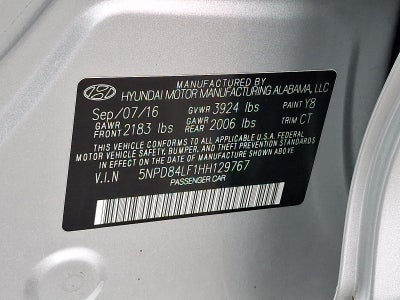 MANUFACTURED BY
HYUNDAI MOTOR MANUFACTURING ALABAMA, LLC
Sep/07/16 GVWR 3924 lbs PAINT Y8
GAWR FRONT 2183 lbs GAWR REAR 2006 lbs TRIM CT
THIS VEHICLE CONFORMS TO ALL APPLICABLE U.S.A. FEDERAL
MOTOR VEHICLE SAFETY, BUMPER, AND THEFT PREVENTION STANDARDS
IN EFFECT ON THE DATE OF MANUFACTURE SHOWN ABOVE.
V.I.N 5NPD84LF1HH129767
PASSENGER CAR